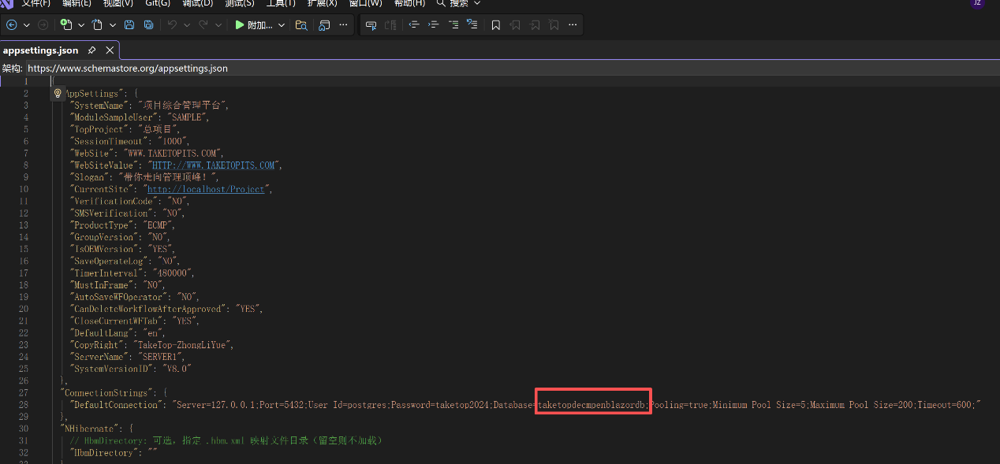 文件(F) 编辑(E) 视图(V) Git(G) 调试(D) 测试(S) 工具(T) 扩展(X) 窗口(W) 帮助(H) 搜索 JZ
附加...
appsettings.json
架构: https://www.schemastore.org/appsettings.json
1 {
2 AppSettings": {
3 "SystemName": "项目综合管理平台",
4 "ModuleSampleUser": "SAMPLE",
5 "TopProject": "总项目",
6 "SessionTimeout": "1000",
7 "WebSite": "WWW.TAKETOPITS.COM",
8 "WebSiteValue": "HTTP://WWW.TAKETOPITS.COM",
9 "Slogan": "带你走向管理顶峰！",
10 "CurrentSite": "http://localhost/Project",
11 "VerificationCode": "NO",
12 "SMSVerification": "NO",
13 "ProductType": "ECMP",
14 "GroupVersion": "NO",
15 "IsOEMVersion": "YES",
16 "SaveOperateLog": "NO",
17 "TimerInterval": "480000",
18 "MustInFrame": "NO",
19 "AutoSaveWFOperator": "NO",
20 "CanDeleteWorkflowAfterApproved": "YES",
21 "CloseCurrentWFTab": "YES",
22 "DefaultLang": "en",
23 "CopyRight": "TakeTop-ZhongLiYue",
24 "ServerName": "SERVER1",
25 "SystemVersionID": "V8.0"
26 },
27 "ConnectionStrings": {
28 "DefaultConnection": "Server=127.0.0.1;Port=5432;User Id=postgres;Password=taketop2024;Database=taketopdecmpenblazordb;Pooling=true;Minimum Pool Size=5;Maximum Pool Size=200;Timeout=600;"
29 },
30 "NHibernate": {
31 // HbmDirectory: 可选，指定 .hbm.xml 映射文件目录（留空则不加载）
32 "HbmDirectory": ""
33 }